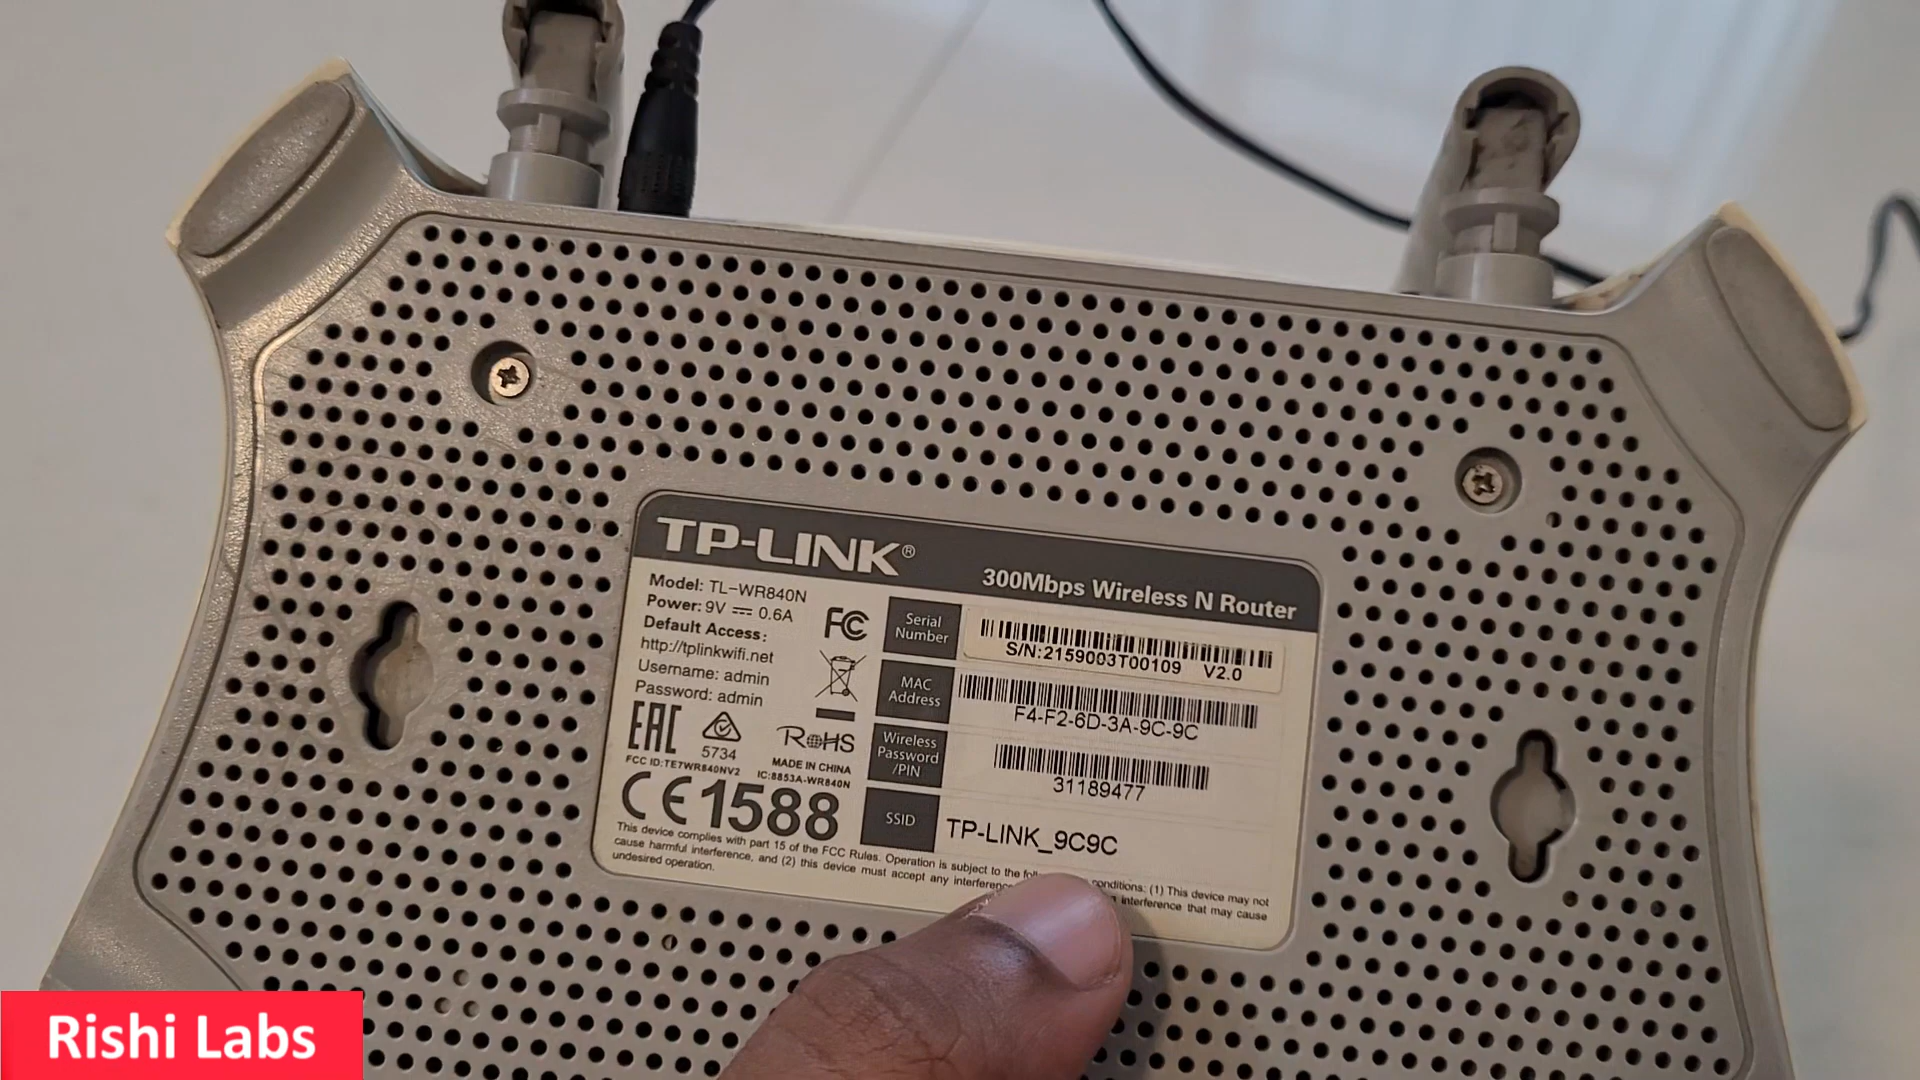 TP-LINK®
300Mbps Wireless N Router
Model: TL-WR840N
Power: 9V ⎓ 0.6A
Default Access:
http://tplinkwifi.net
Username: admin
Password: admin
FC
EAC
5734
RoHS
FCC ID:TE7WR840NV2
MADE IN CHINA
IC:8853A-WR840N
CE1588
Serial
Number
S/N:2159003T00109 V2.0
MAC
Address
F4-F2-6D-3A-9C-9C
Wireless
Password
/PIN
31189477
SSID
TP-LINK_9C9C
This device complies with part 15 of the FCC Rules. Operation is subject to the conditions: (1) This device may not
cause harmful interference, and (2) this device must accept any interference that may cause
undesired operation.
Rishi Labs